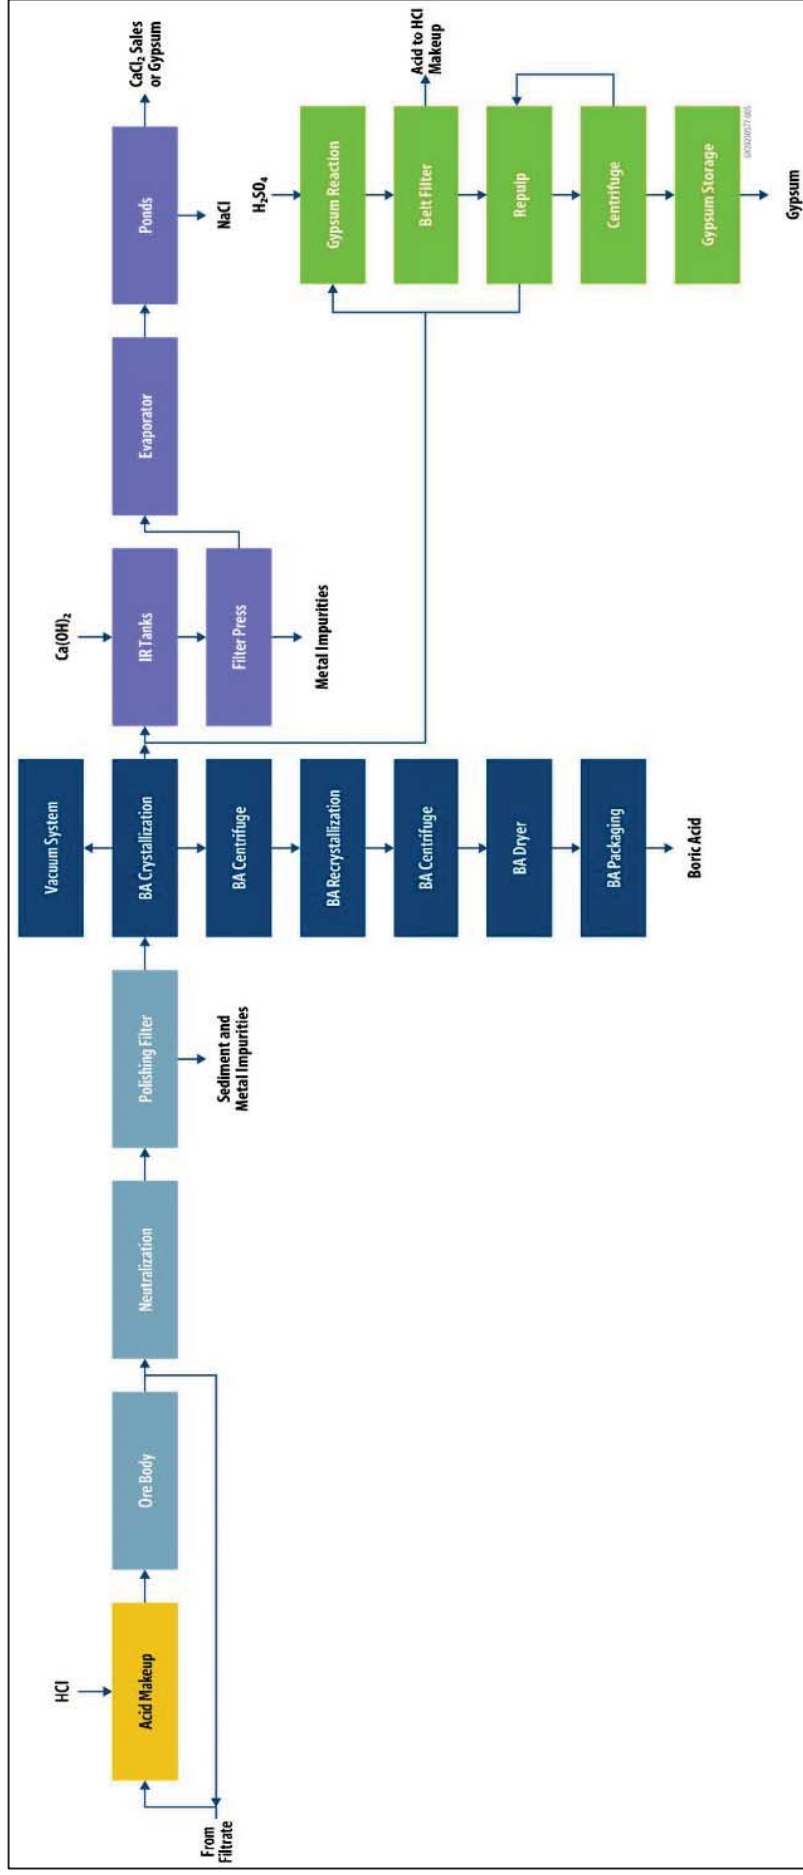 HCl
Acid Makeup
From
Filtrate
Ore Body
Neutralization
Polishing Filter
Sediment and
Metal Impurities
Vacuum System
BA Crystallization
BA Centrifuge
BA Recrystallization
BA Centrifuge
BA Dryer
BA Packaging
Boric Acid
Ca(OH)₂
IR Tanks
Filter Press
Metal Impurities
Evaporator
Ponds
NaCl
CaCl₂ Sales
or Gypsum
H₂SO₄
Gypsum Reaction
Belt Filter
Acid to HCl
Makeup
Repulp
Centrifuge
Gypsum Storage
Gypsum